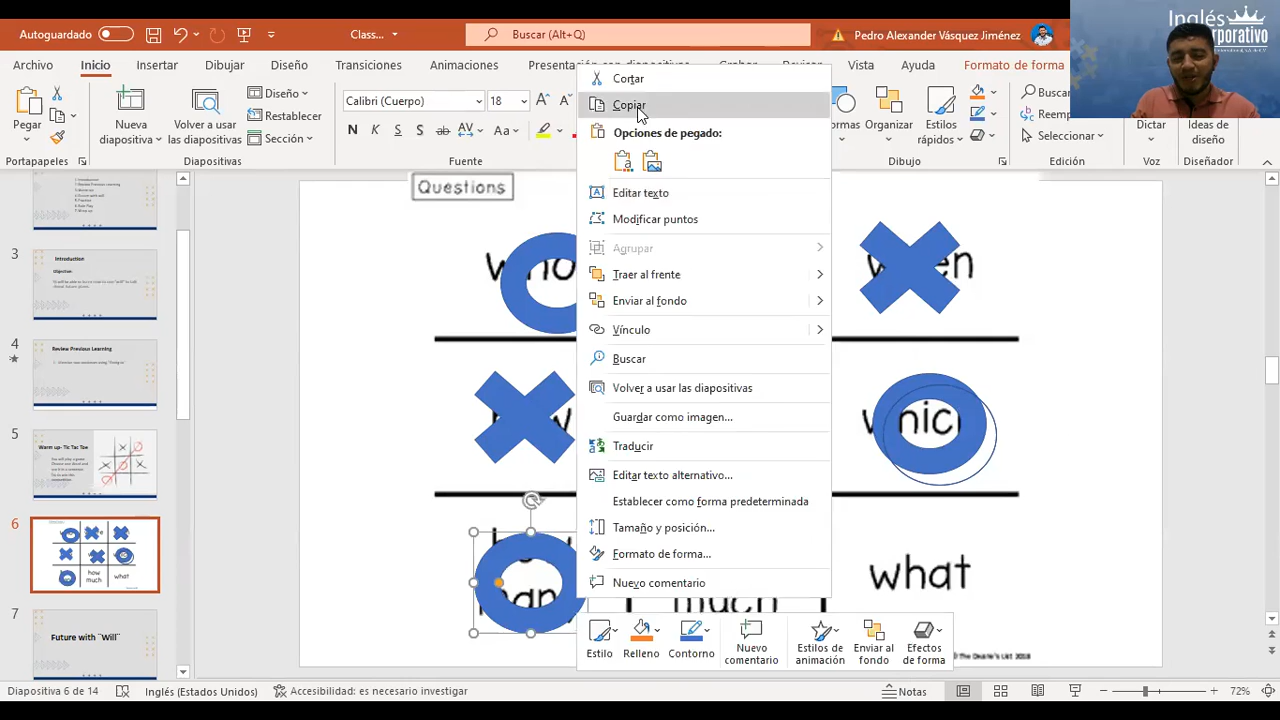 Autoguardado
Class...
Buscar (Alt+Q)
Pedro Alexander Vásquez Jiménez
Inglés
Corporativo
Archivo
Inicio
Insertar
Dibujar
Diseño
Transiciones
Animaciones
Vista
Ayuda
Formato de forma
Pegar
Nueva
diapositiva
Volver a usar las
diapositivas
Diseño
Restablecer
Sección
Calibri (Cuerpo)
18
N
K
S
S
ab
AV
Aa
Organizar
Estilos
rápidos
Buscar
Selección
Dictar
Ideas de
diseño
Portapapeles
Diapositivas
Fuente
Dibujo
Edición
Voz
Diseñador
Cortar
Copiar
Opciones de pegado:
Editar texto
Modificar puntos
Agrupar
Traer al frente
Enviar al fondo
Vínculo
Buscar
Volver a usar las diapositivas
Guardar como imagen...
Traducir
Editar texto alternativo...
Establecer como forma predeterminada
Tamaño y posición...
Formato de forma...
Nuevo comentario
Estilo
Relleno
Contorno
Nuevo
comentario
Estilos de
animación
Enviar al
fondo
Efectos
de forma
3
Introduction
Objective:
4
Review Previous Learning
5
Warm up- Tic Tac Toe
6
how
much
what
7
Future with ¨Will¨
Questions
what
Diapositiva 6 de 14
Inglés (Estados Unidos)
Accesibilidad: es necesario investigar
Notas
72%